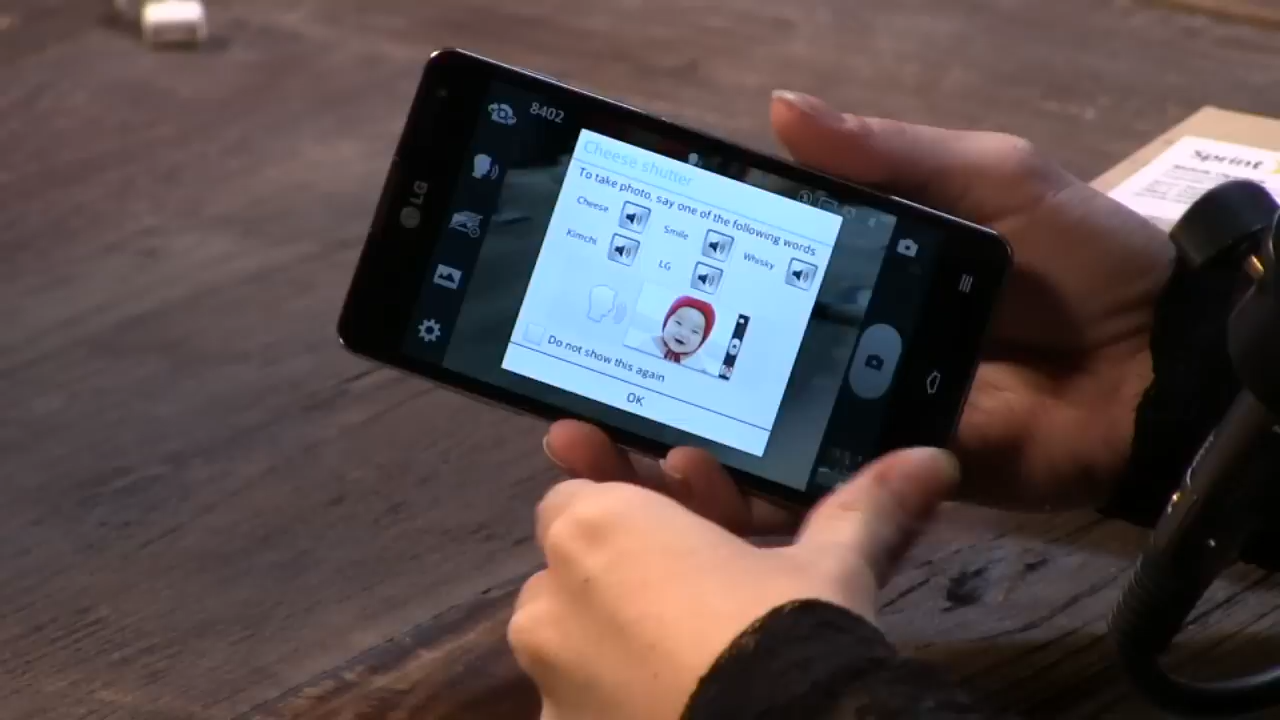 8402
LG
Cheese shutter
To take photo, say one of the following words
Cheese Smile Whisky
Kimchi LG
Do not show this again
OK
Sprint